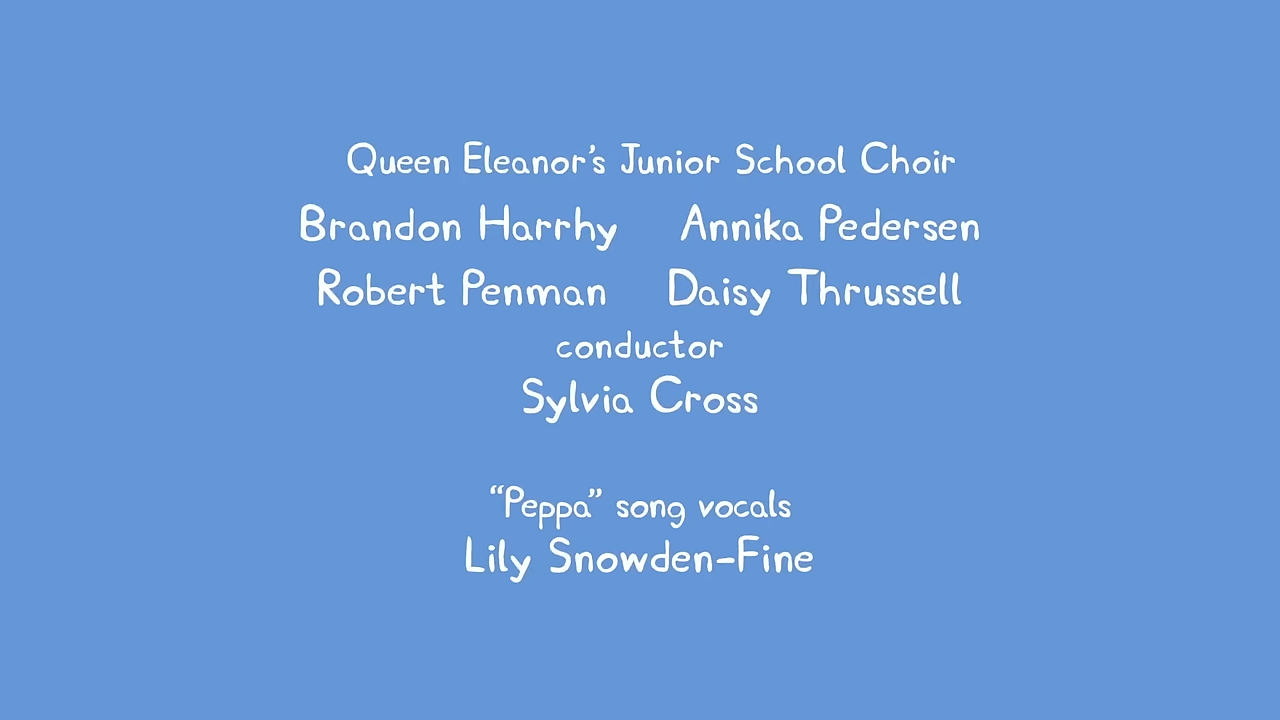 Queen Eleanor's Junior School Choir
Brandon Harrhy Annika Pedersen
Robert Penman Daisy Thrussell
conductor
Sylvia Cross
“Peppa” song vocals
Lily Snowden-Fine